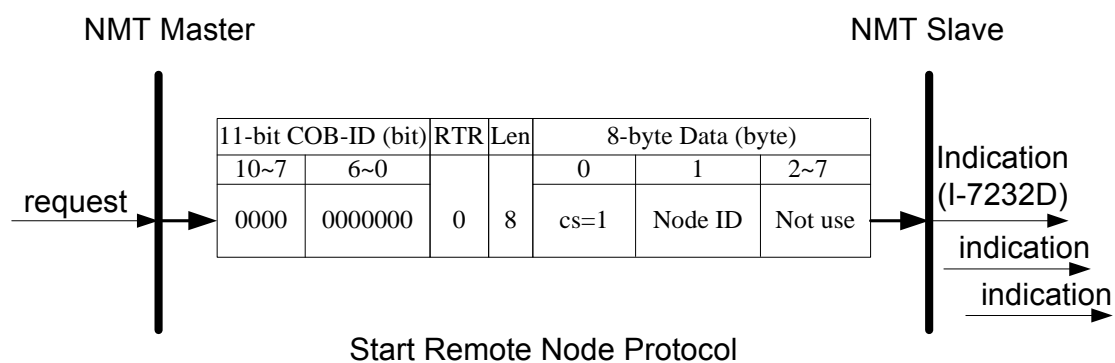 NMT Master
NMT Slave
11-bit COB-ID (bit) RTR Len 8-byte Data (byte)
10~7 6~0 0 1 2~7
0000 0000000 0 8 cs=1 Node ID Not use
request
Indication
(I-7232D)
indication
indication
Start Remote Node Protocol